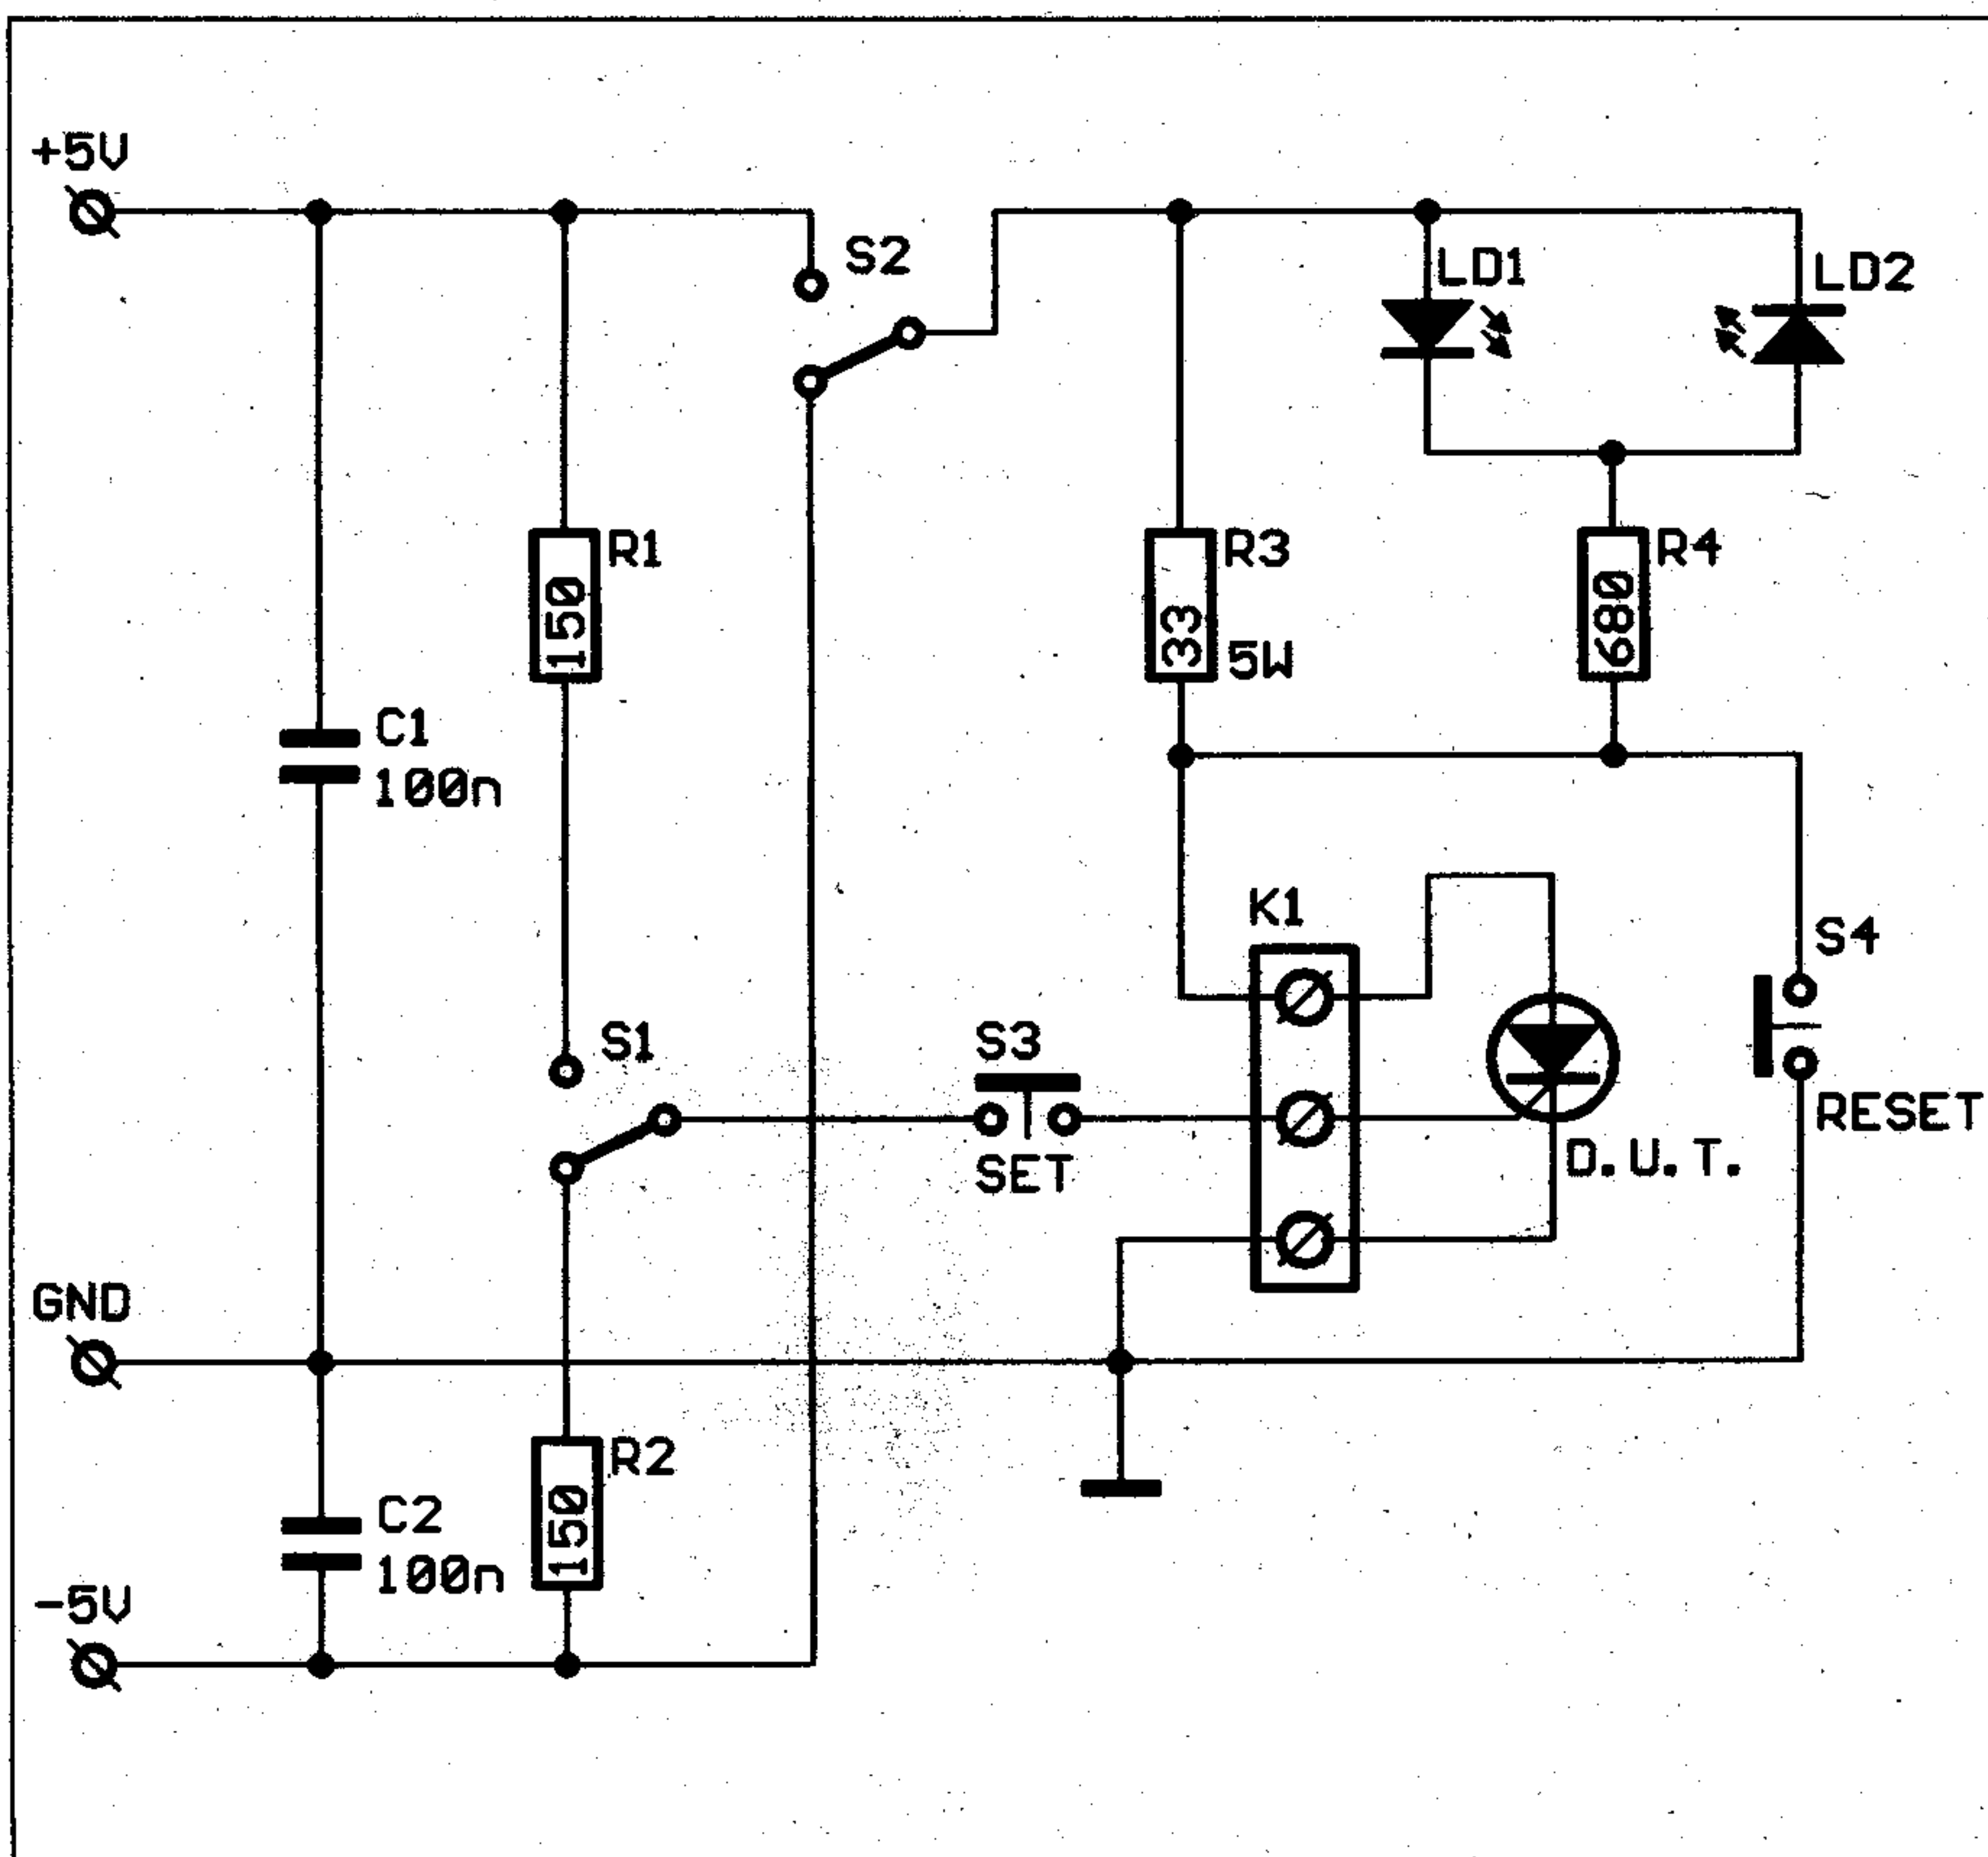 +5V
S2
LD1
LD2
R1
150
R3
33
5W
R4
680
C1
100n
K1
S4
S1
S3
SET
RESET
D.U.T.
GND
R2
150
C2
100n
-5V